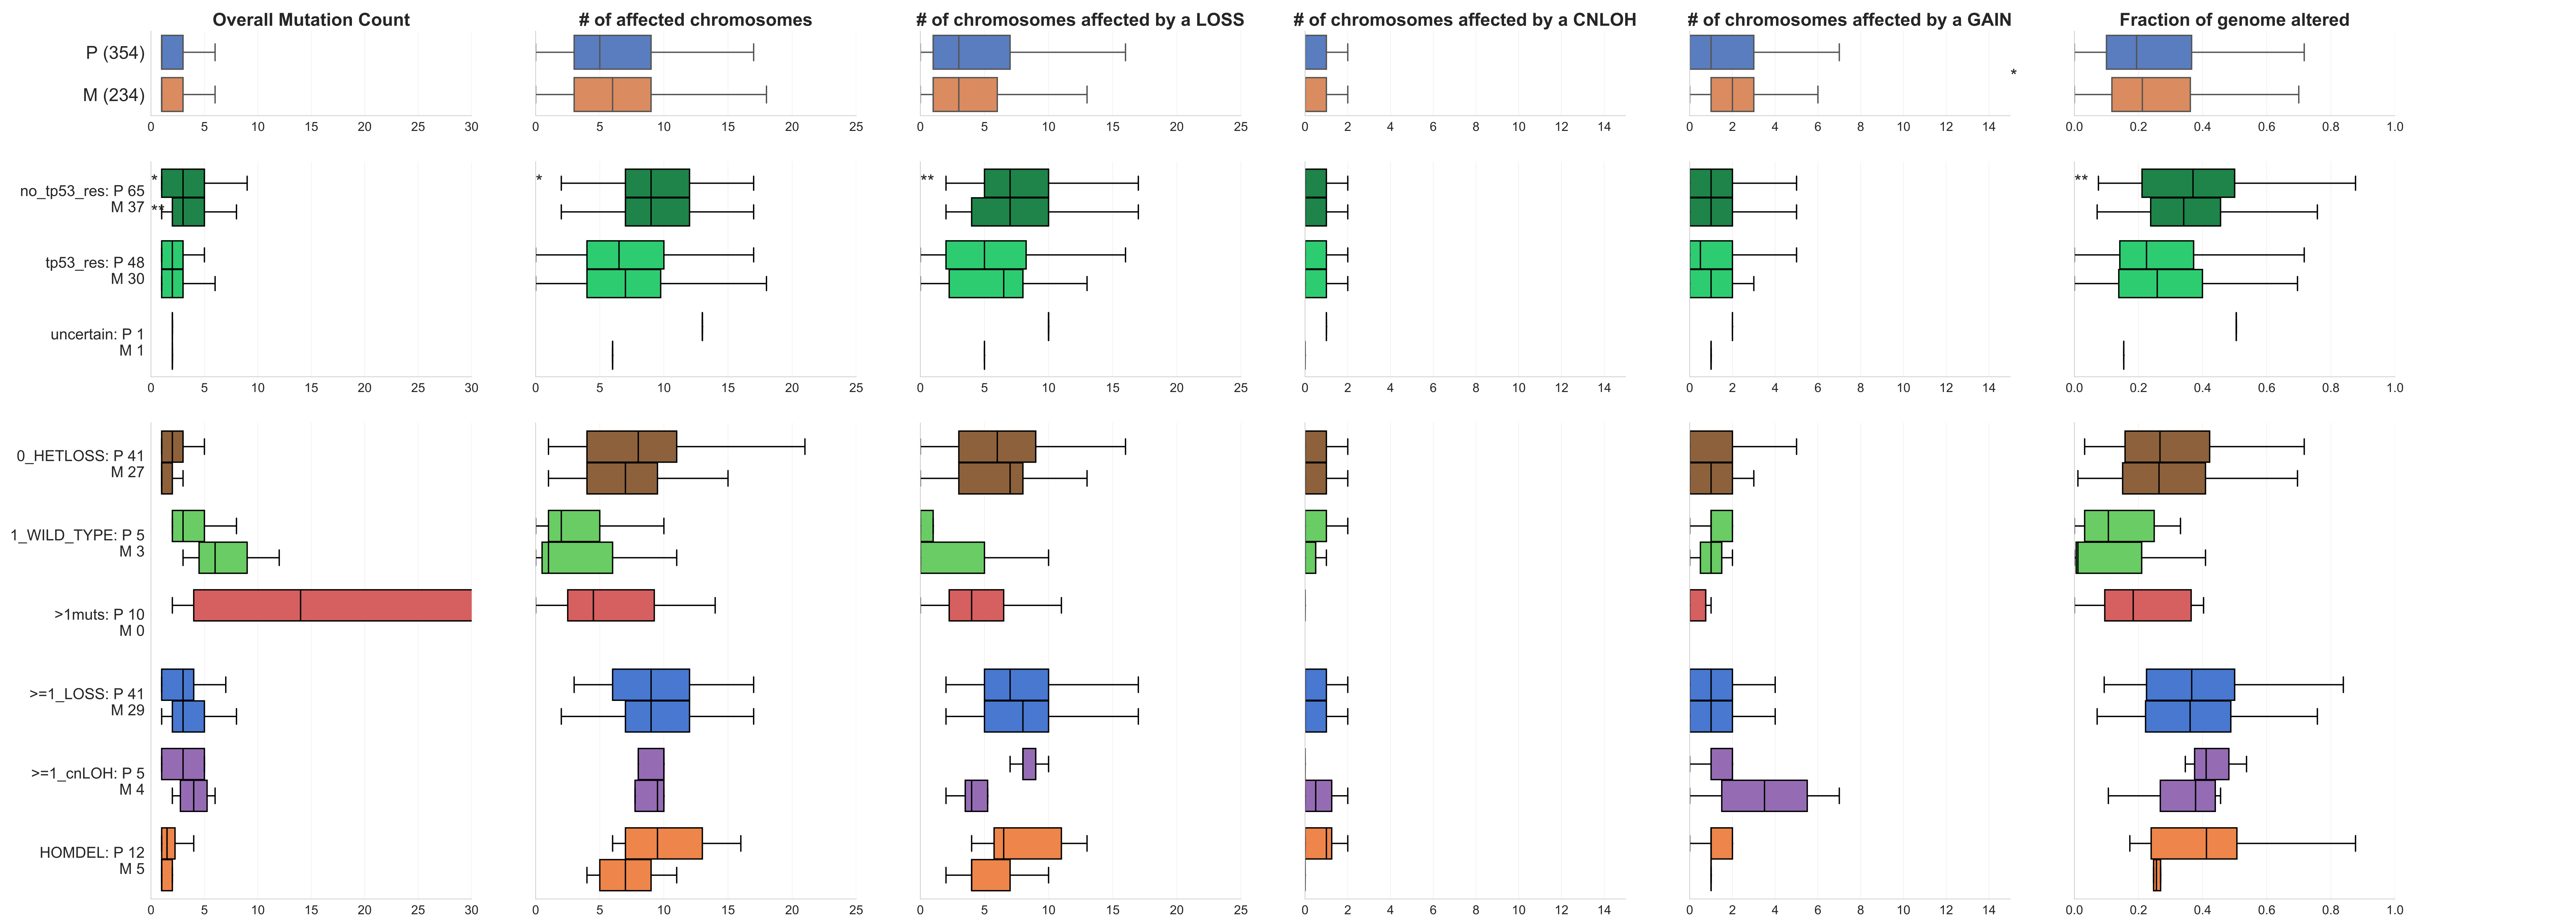 Overall Mutation Count
# of affected chromosomes
# of chromosomes affected by a LOSS
# of chromosomes affected by a CNLOH
# of chromosomes affected by a GAIN
Fraction of genome altered
P (354)
M (234)
*
0 5 10 15 20 25 30
0 5 10 15 20 25
0 5 10 15 20 25
0 2 4 6 8 10 12 14
0 2 4 6 8 10 12 14
0.0 0.2 0.4 0.6 0.8 1.0
no_tp53_res: P 65
M 37
*
**
*
**
**
tp53_res: P 48
M 30
uncertain: P 1
M 1
0 5 10 15 20 25 30
0 5 10 15 20 25
0 5 10 15 20 25
0 2 4 6 8 10 12 14
0 2 4 6 8 10 12 14
0.0 0.2 0.4 0.6 0.8 1.0
0_HETLOSS: P 41
M 27
1_WILD_TYPE: P 5
M 3
>1muts: P 10
M 0
>=1_LOSS: P 41
M 29
>=1_cnLOH: P 5
M 4
HOMDEL: P 12
M 5
0 5 10 15 20 25 30
0 5 10 15 20 25
0 5 10 15 20 25
0 2 4 6 8 10 12 14
0 2 4 6 8 10 12 14
0.0 0.2 0.4 0.6 0.8 1.0